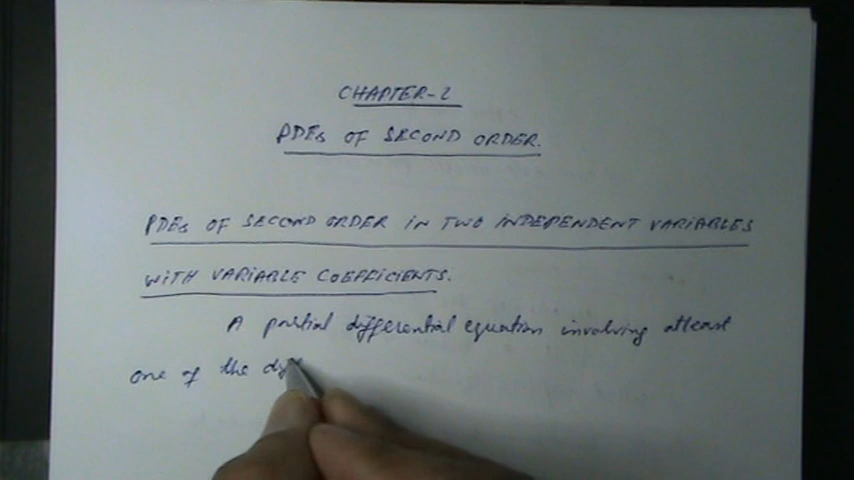 CHAPTER-2
PDEs OF SECOND ORDER.
PDEs OF SECOND ORDER IN TWO INDEPENDENT VARIABLES
WITH VARIABLE COEFFICIENTS.
A partial differential equation involving atleast
one of the